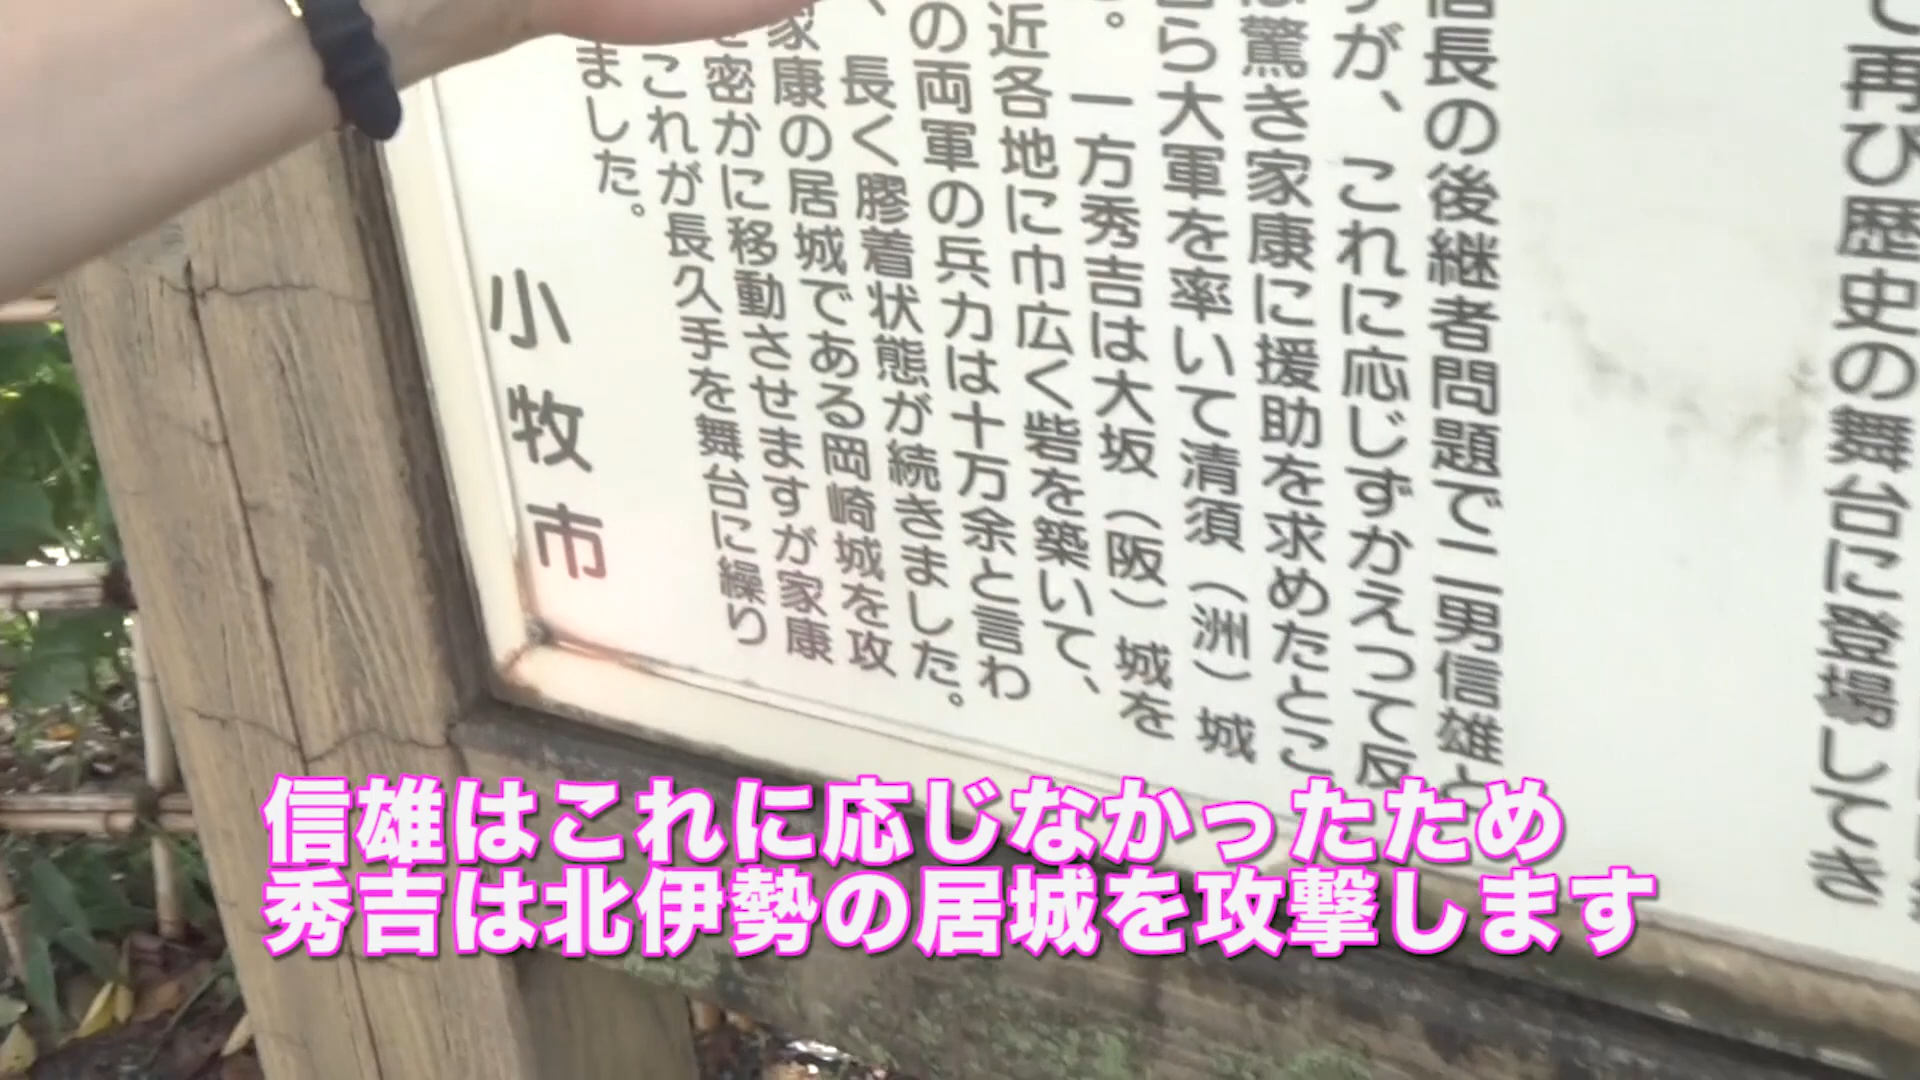 て再び歴史の舞台に登場してき
信長の後継者問題で二男信雄と
が、これに応じずかえって反
は驚き家康に援助を求めたとこ
ら大軍を率いて清須（洲）城
。一方秀吉は大坂（阪）城を
近各地に巾広く砦を築いて、
の両軍の兵力は十万余と言わ
、長く膠着状態が続きました。
家康の居城である岡崎城を攻
を密かに移動させますが家康
これが長久手を舞台に繰り
ました。
小牧市
信雄はこれに応じなかったため
秀吉は北伊勢の居城を攻撃します